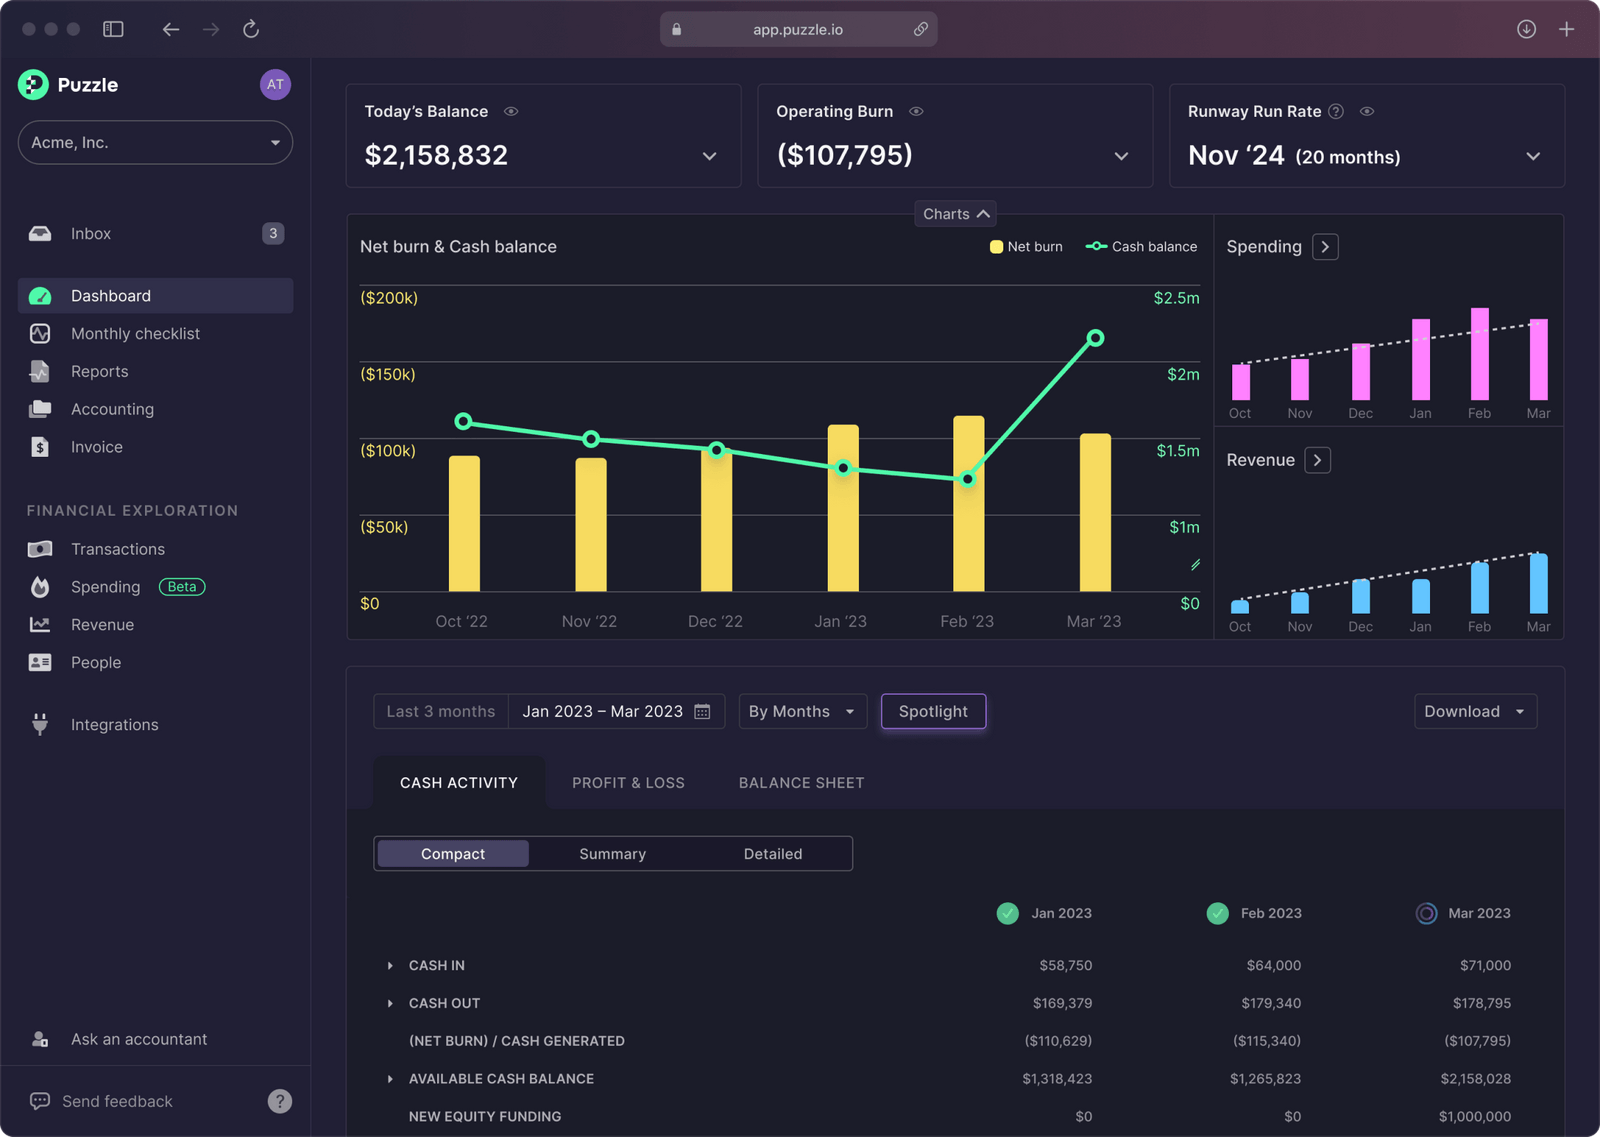 app.puzzle.io
Puzzle
AT
Acme, Inc.
Inbox
3
Dashboard
Monthly checklist
Reports
Accounting
Invoice
FINANCIAL EXPLORATION
Transactions
Spending Beta
Revenue
People
Integrations
Ask an accountant
Send feedback
?
Today’s Balance
$2,158,832
Operating Burn
($107,795)
Runway Run Rate ?
Nov ‘24 (20 months)
Charts
Net burn & Cash balance
Net burn
Cash balance
($200k) $2.5m
($150k) $2m
($100k) $1.5m
($50k) $1m
$0 $0
Oct ‘22 Nov ‘22 Dec ‘22 Jan ‘23 Feb ‘23 Mar ‘23
Spending
Oct Nov Dec Jan Feb Mar
Revenue
Oct Nov Dec Jan Feb Mar
Last 3 months Jan 2023 – Mar 2023 By Months Spotlight Download
CASH ACTIVITY PROFIT & LOSS BALANCE SHEET
Compact Summary Detailed
Jan 2023 Feb 2023 Mar 2023
CASH IN $58,750 $64,000 $71,000
CASH OUT $169,379 $179,340 $178,795
(NET BURN) / CASH GENERATED ($110,629) ($115,340) ($107,795)
AVAILABLE CASH BALANCE $1,318,423 $1,265,823 $2,158,028
NEW EQUITY FUNDING $0 $0 $1,000,000